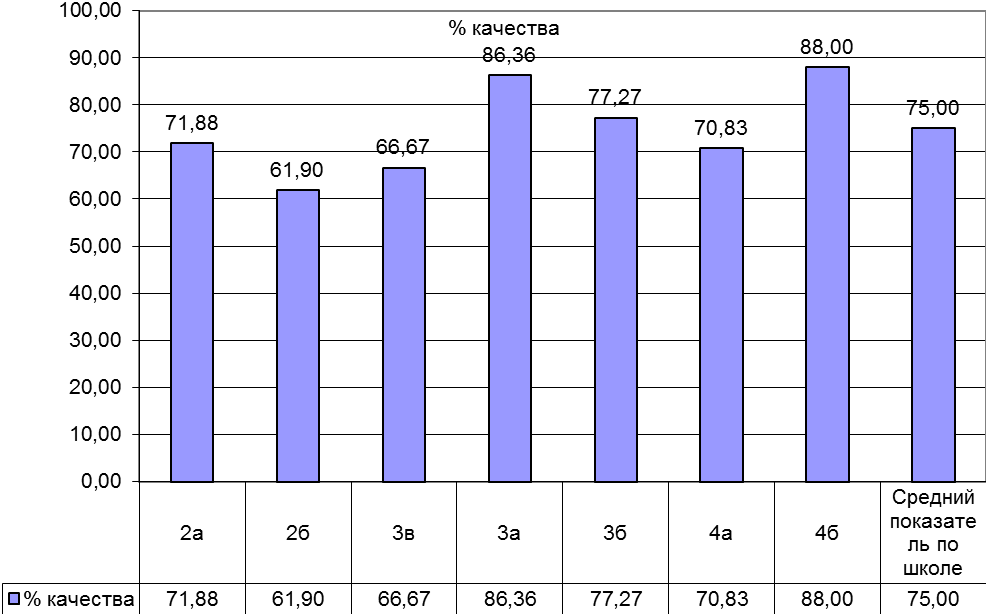 % качества
100,00
90,00
80,00
70,00
60,00
50,00
40,00
30,00
20,00
10,00
0,00
71,88
61,90
66,67
86,36
77,27
70,83
88,00
75,00
2а
2б
3в
3а
3б
4а
4б
Средний
показате
ль по
школе
% качества 71,88 61,90 66,67 86,36 77,27 70,83 88,00 75,00